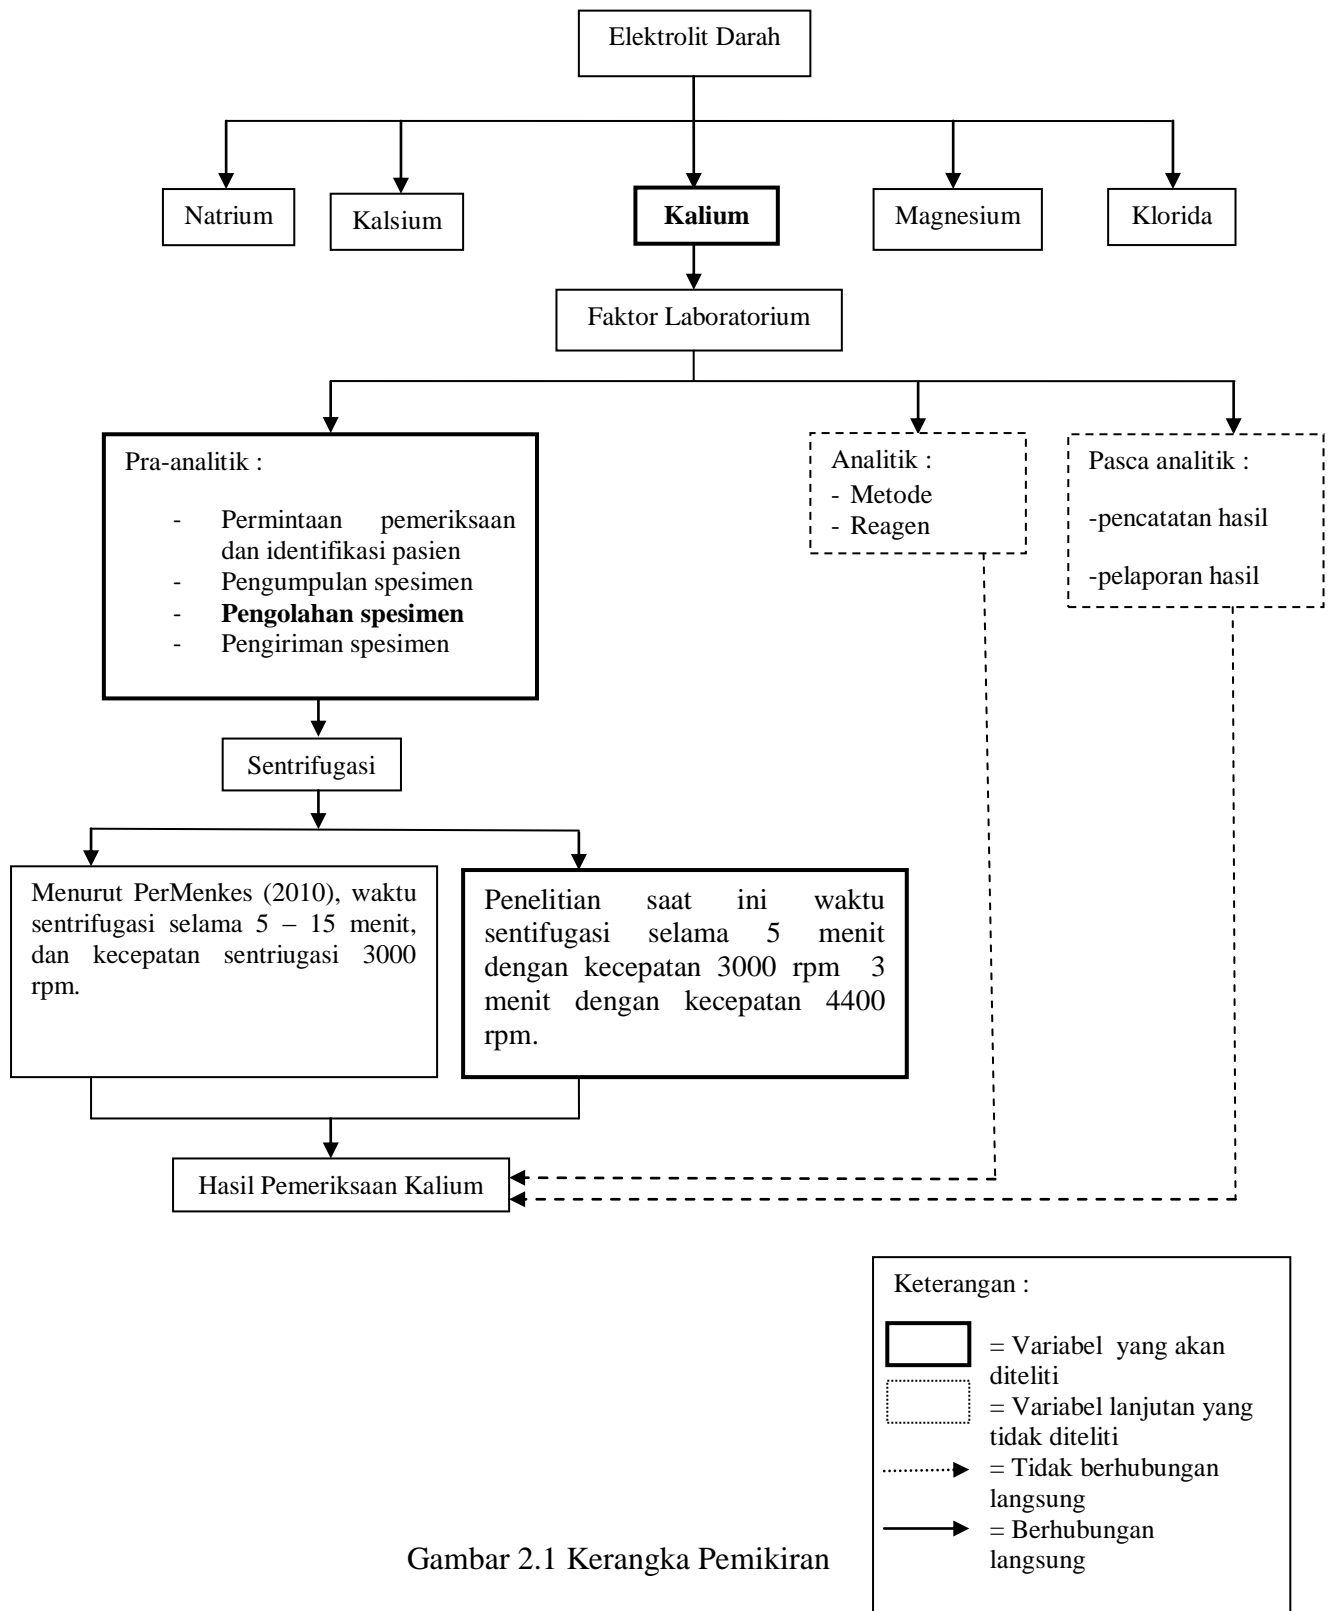 Elektrolit Darah
Natrium
Kalsium
Kalium
Magnesium
Klorida
Faktor Laboratorium
Pra-analitik :
- Permintaan pemeriksaan
dan identifikasi pasien
- Pengumpulan spesimen
- Pengolahan spesimen
- Pengiriman spesimen
Analitik :
- Metode
- Reagen
Pasca analitik :
-pencatatan hasil
-pelaporan hasil
Sentrifugasi
Menurut PerMenkes (2010), waktu
sentrifugasi selama 5 – 15 menit,
dan kecepatan sentriugasi 3000
rpm.
Penelitian saat ini waktu
sentifugasi selama 5 menit
dengan kecepatan 3000 rpm 3
menit dengan kecepatan 4400
rpm.
Hasil Pemeriksaan Kalium
Keterangan :
= Variabel yang akan
diteliti
= Variabel lanjutan yang
tidak diteliti
= Tidak berhubungan
langsung
= Berhubungan
langsung
Gambar 2.1 Kerangka Pemikiran